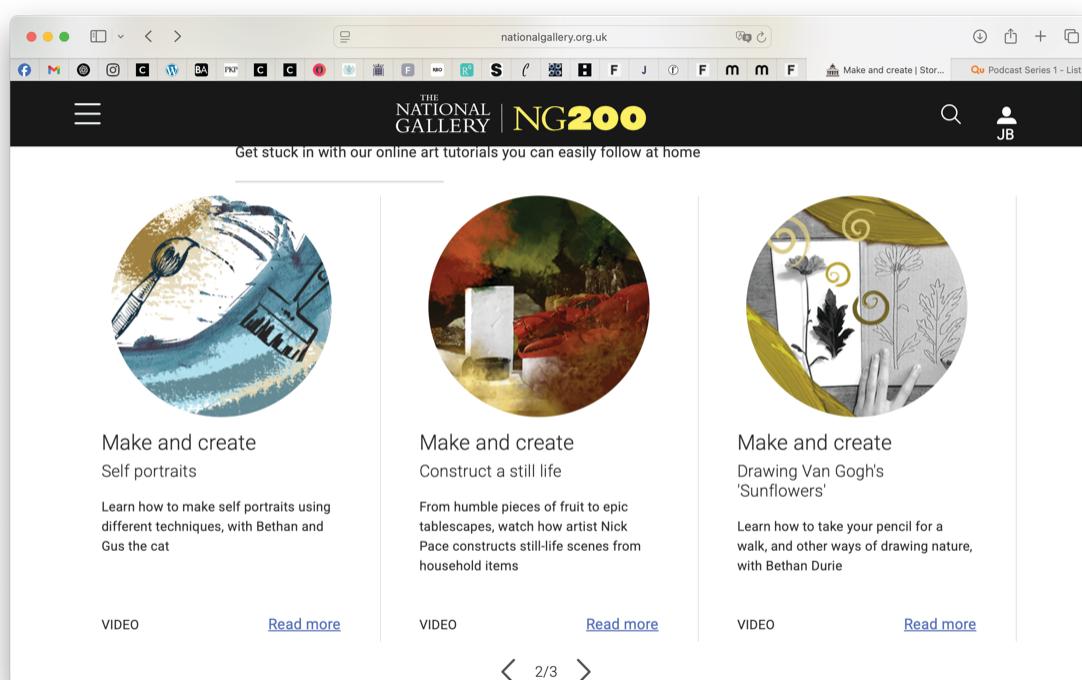 nationalgallery.org.uk
BA
PKP
C
C
C
RBO
R
S
F
J
F
m
m
F
Make and create | Stor...
Qu Podcast Series 1 - List
THE
NATIONAL
GALLERY
NG200
JB
Get stuck in with our online art tutorials you can easily follow at home
Make and create
Self portraits
Learn how to make self portraits using
different techniques, with Bethan and
Gus the cat
VIDEO
Read more
Make and create
Construct a still life
From humble pieces of fruit to epic
tablescapes, watch how artist Nick
Pace constructs still-life scenes from
household items
VIDEO
Read more
Make and create
Drawing Van Gogh's
'Sunflowers'
Learn how to take your pencil for a
walk, and other ways of drawing nature,
with Bethan Durie
VIDEO
Read more
2/3